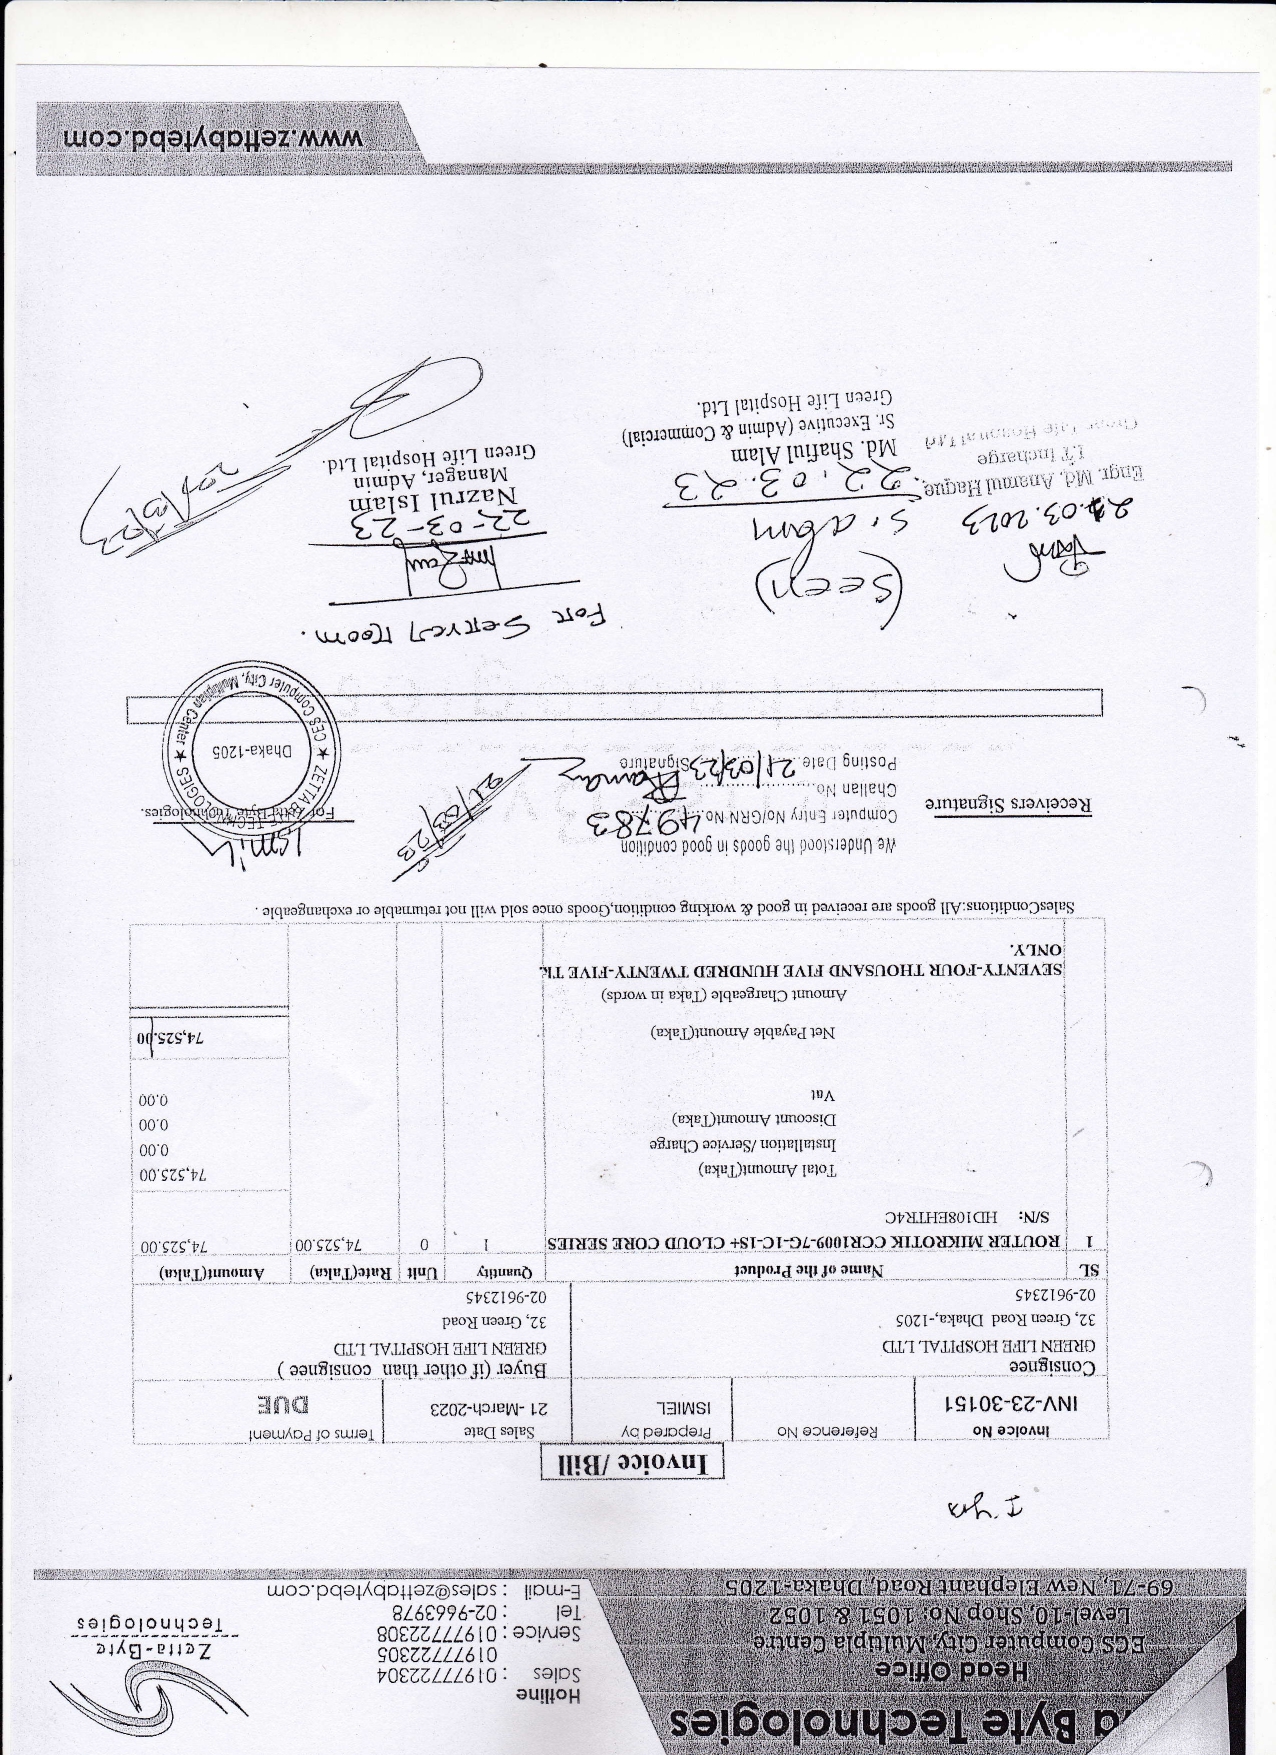 a Byte Technologies
Head Office
ECS Computer City, Multipla Centre
Level-10, Shop No: 1051 & 1052
69-71, New Elephant Road, Dhaka-1205
Hotline
Sales : 01977722304
01977722305
Service : 01977722308
Tel : 02-9663978
E-mail : sales@zettabytebd.com
Zetta-Byte
Technologies
1 Yrs
Invoice /Bill
Invoice No Reference No Prepared by Sales Date Terms of Payment
INV-23-30151 ISMIEL 21 -March-2023 DUE
Consignee
GREEN LIFE HOSPITAL LTD
32, Green Road Dhaka,-1205
02-9612345
Buyer (if other than consignee )
GREEN LIFE HOSPITAL LTD
32, Green Road
02-9612345
SL Name of the Product Quantity Unit Rate(Taka) Amount(Taka)
1 ROUTER MIKROTIK CCR1009-7G-1C-1S+ CLOUD CORE SERIES 1 0 74,525.00 74,525.00
S/N: HD108EHTR4C
Total Amount(Taka) 74,525.00
Installation /Service Charge 0.00
Discount Amount(Taka) 0.00
Vat 0.00
Net Payable Amount(Taka) 74,525.00
Amount Chargeable (Taka in words)
SEVENTY-FOUR THOUSAND FIVE HUNDRED TWENTY-FIVE TK.
ONLY.
SalesConditions:All goods are received in good & working condition,Goods once sold will not returnable or exchangeable .
Receivers Signature
We Understood the goods in good condition
Computer Entry No/GRN No. 49783
Challan No......................
Posting Date 21/03/23 Signature
21/03/23
Ismil
For Zetta Byte Technologies.
ZETTA BYTE TECHNOLOGIES
Dhaka-1205
CES Computer City, Multiplan Center
For Server Room.
(Seen)
S. alam
22.03.23
Md. Shafiul Alam
Sr. Executive (Admin & Commercial)
Green Life Hospital Ltd.
.03.2023
Engr. Md. Anamul Haque
I.T Incharge
Green Life Hospital Ltd
22-03-23
Nazrul Islam
Manager, Admin
Green Life Hospital Ltd.
22/3/23
www.zettabytebd.com